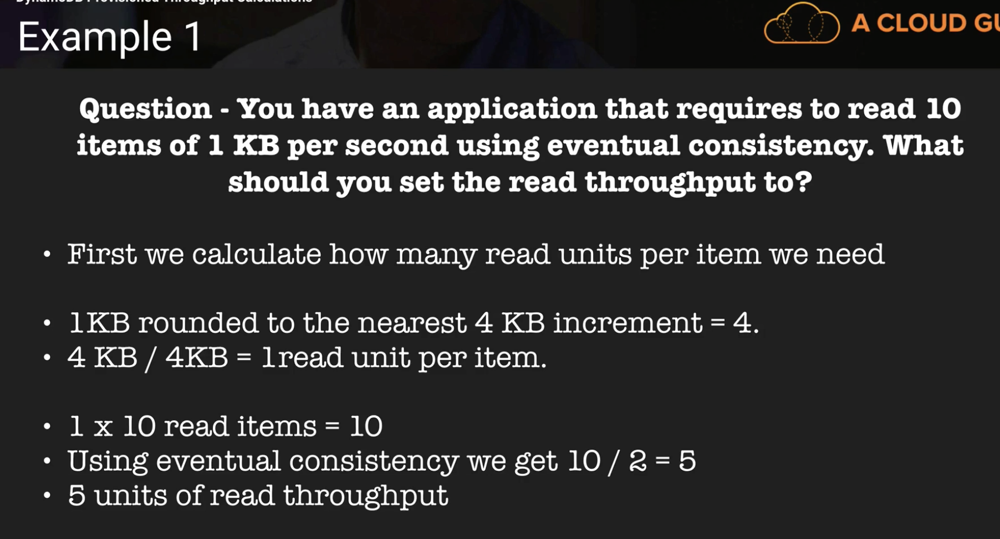 DynamoDB Provisioned Throughput Calculations
Example 1
A CLOUD GU
Question - You have an application that requires to read 10
items of 1 KB per second using eventual consistency. What
should you set the read throughput to?
• First we calculate how many read units per item we need
• 1KB rounded to the nearest 4 KB increment = 4.
• 4 KB / 4KB = 1read unit per item.
• 1 x 10 read items = 10
• Using eventual consistency we get 10 / 2 = 5
• 5 units of read throughput